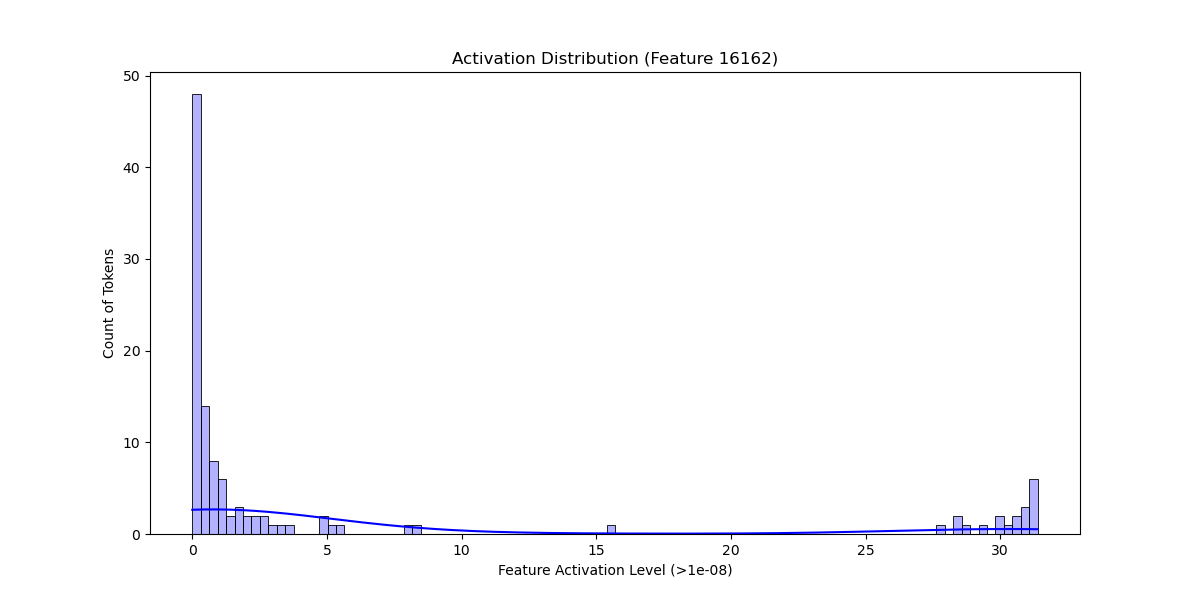 Activation Distribution (Feature 16162)
50
40
30
20
10
0
Count of Tokens
0 5 10 15 20 25 30
Feature Activation Level (>1e-08)